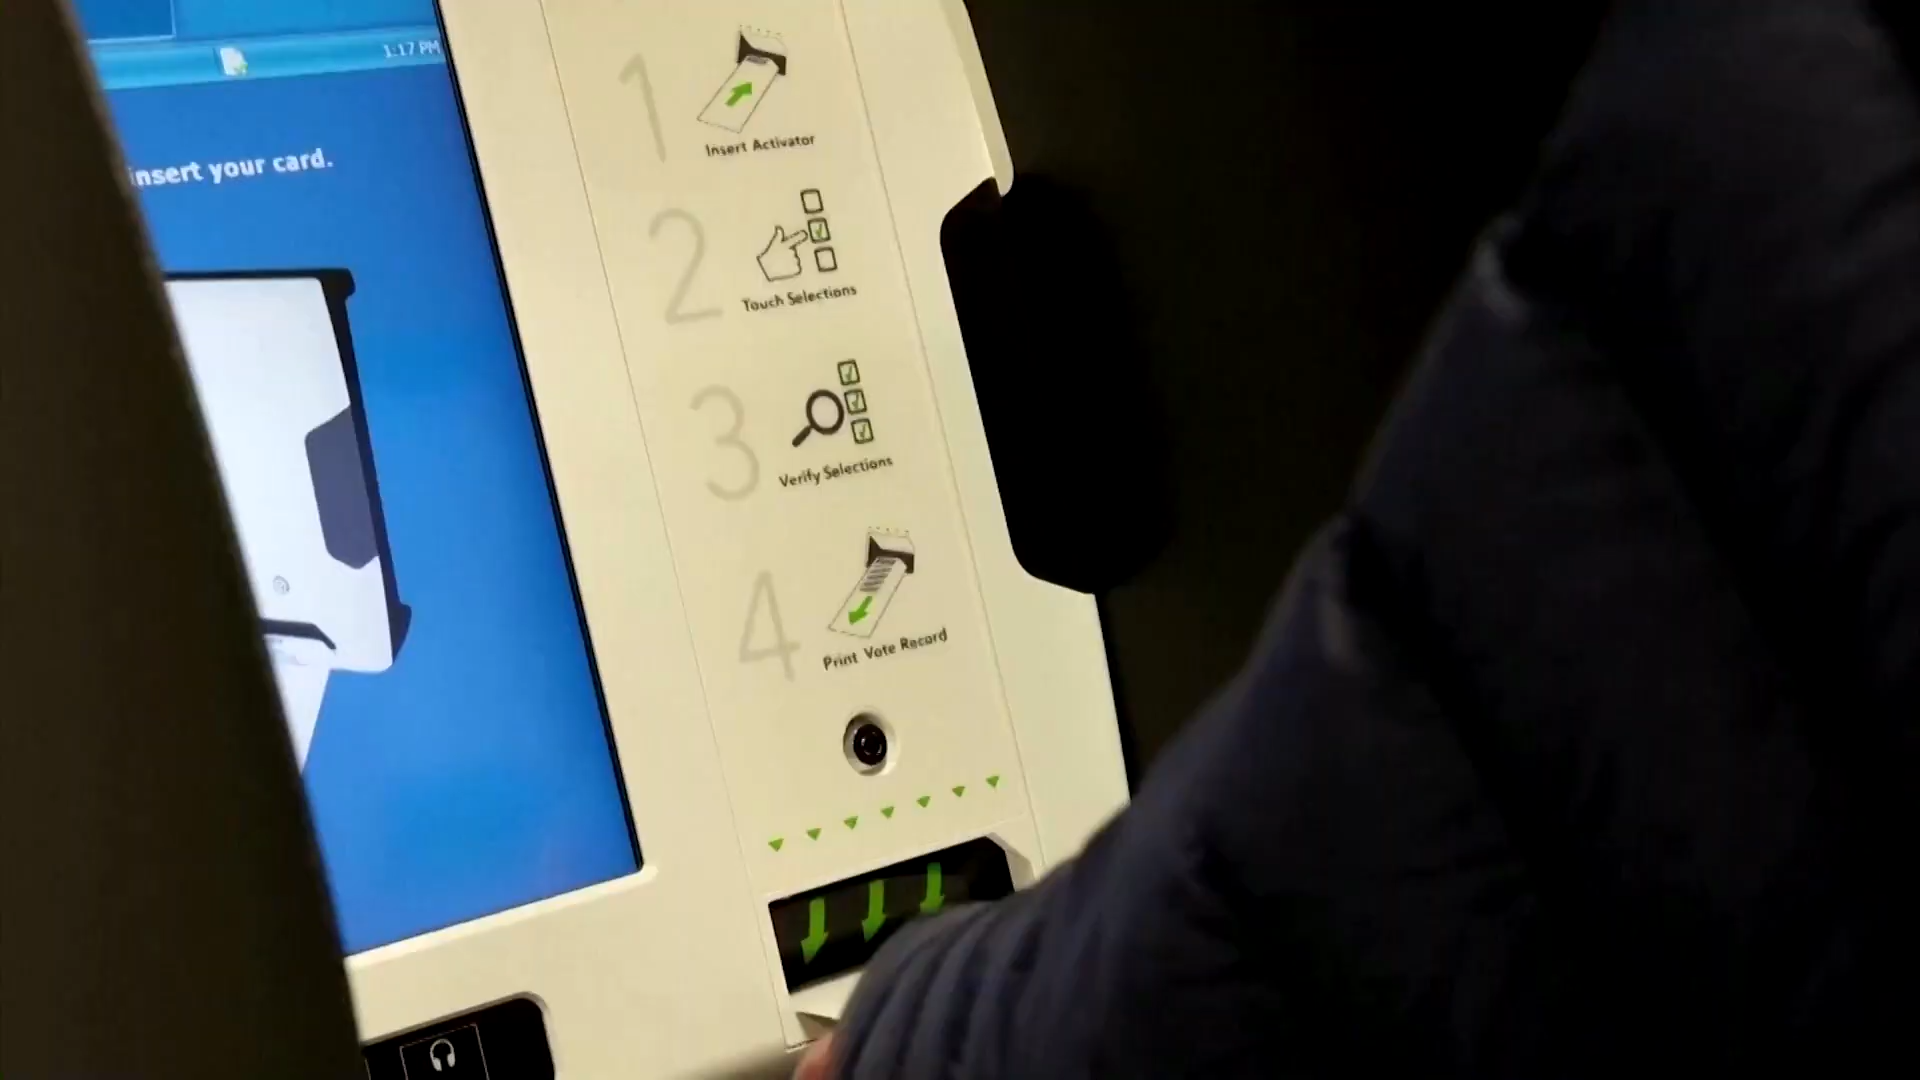 1:17 PM
insert your card.
1
Insert Activator
2
Touch Selections
3
Verify Selections
4
Print Vote Record